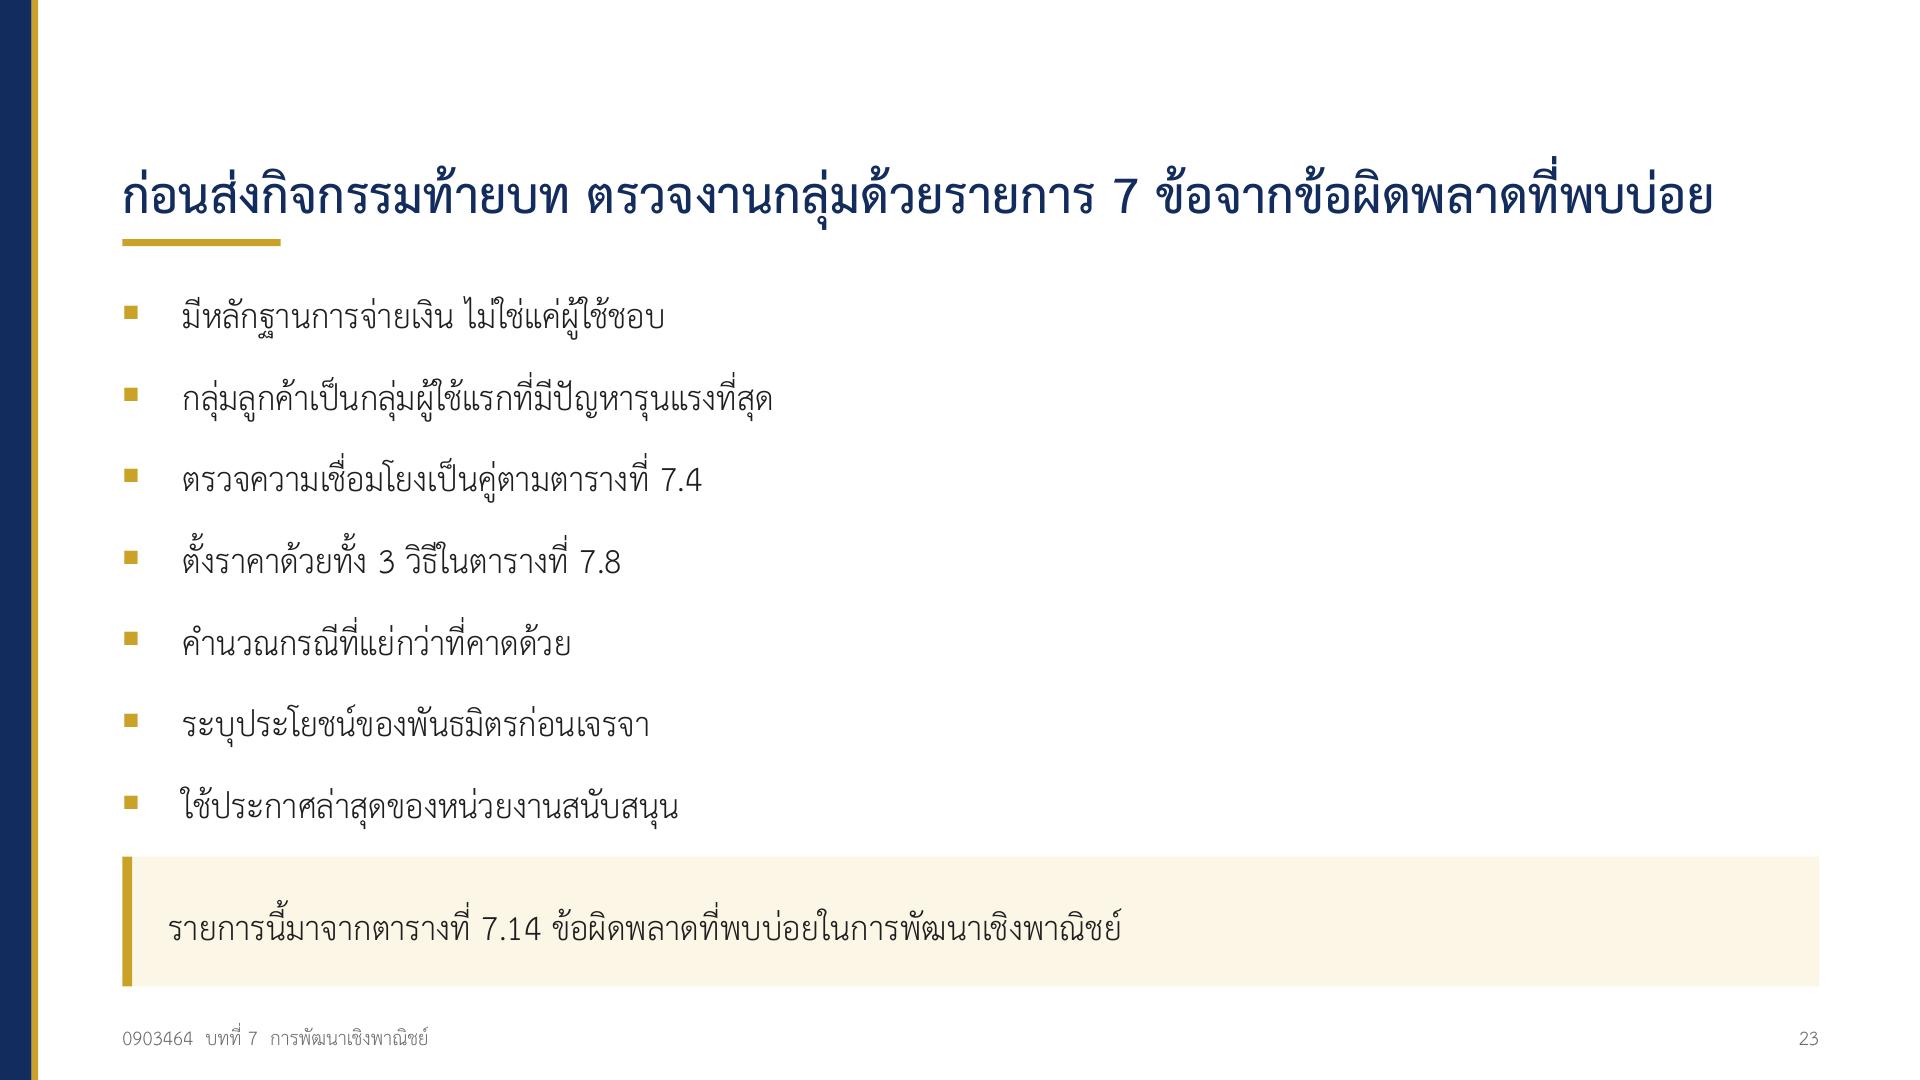 ก่อนส่งกิจกรรมท้ายบท ตรวจงานกลุ่มด้วยรายการ 7 ข้อจากข้อผิดพลาดที่พบบ่อย
มีหลักฐานการจ่ายเงิน ไม่ใช่แค่ผู้ใช้ชอบ
กลุ่มลูกค้าเป็นกลุ่มผู้ใช้แรกที่มีปัญหารุนแรงที่สุด
ตรวจความเชื่อมโยงเป็นคู่ตามตารางที่ 7.4
ตั้งราคาด้วยทั้ง 3 วิธีในตารางที่ 7.8
คำนวณกรณีที่แย่กว่าที่คาดด้วย
ระบุประโยชน์ของพันธมิตรก่อนเจรจา
ใช้ประกาศล่าสุดของหน่วยงานสนับสนุน
รายการนี้มาจากตารางที่ 7.14 ข้อผิดพลาดที่พบบ่อยในการพัฒนาเชิงพาณิชย์
0903464 บทที่ 7 การพัฒนาเชิงพาณิชย์
23